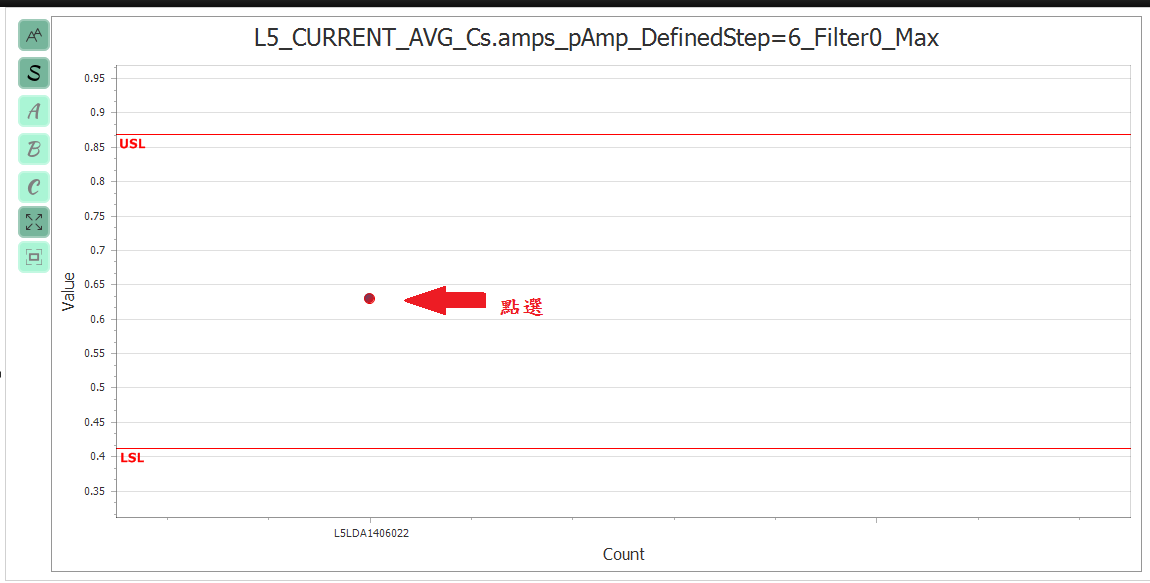 L5_CURRENT_AVG_Cs.amps_pAmp_DefinedStep=6_Filter0_Max
AA
S
A
B
C
Value
0.95
0.9
0.85
0.8
0.75
0.7
0.65
0.6
0.55
0.5
0.45
0.4
0.35
USL
點選
LSL
L5LDA1406022
Count